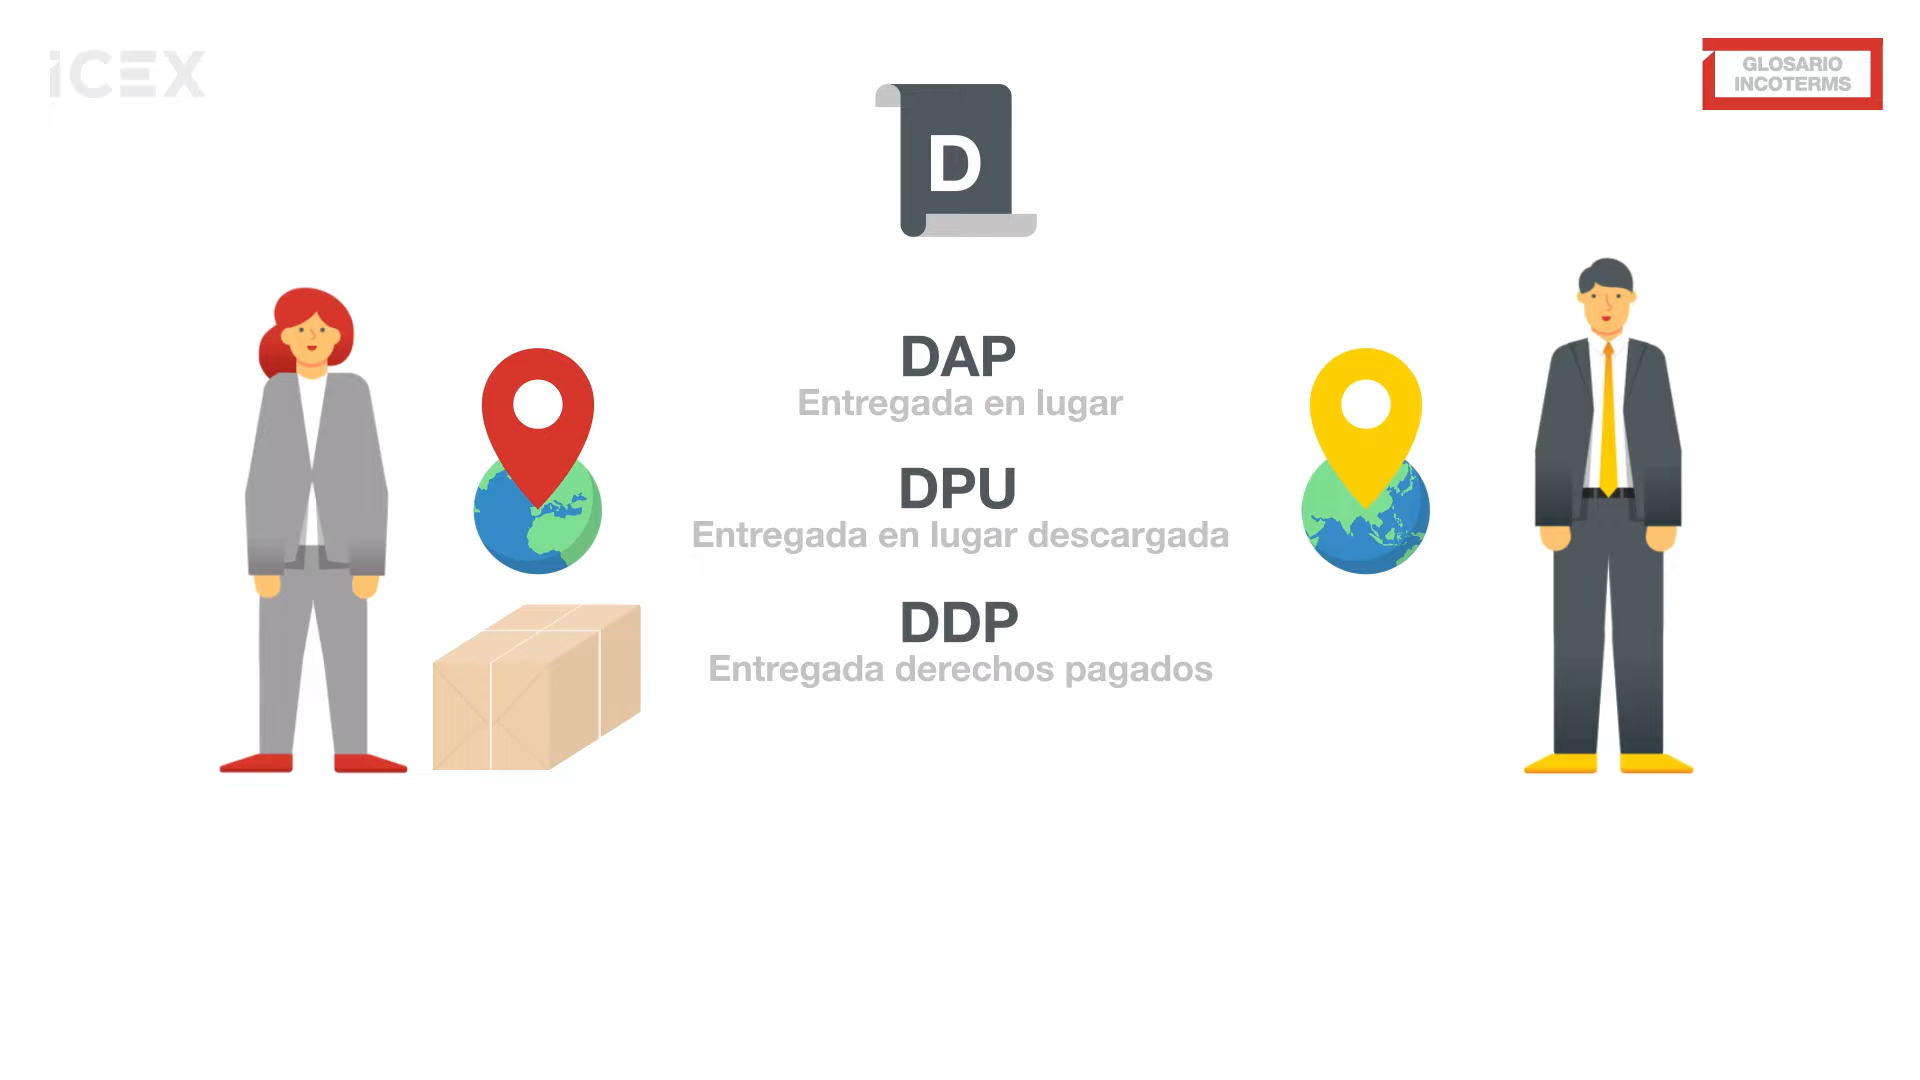 iCEX
GLOSARIO
INCOTERMS
D
DAP
Entregada en lugar
DPU
Entregada en lugar descargada
DDP
Entregada derechos pagados